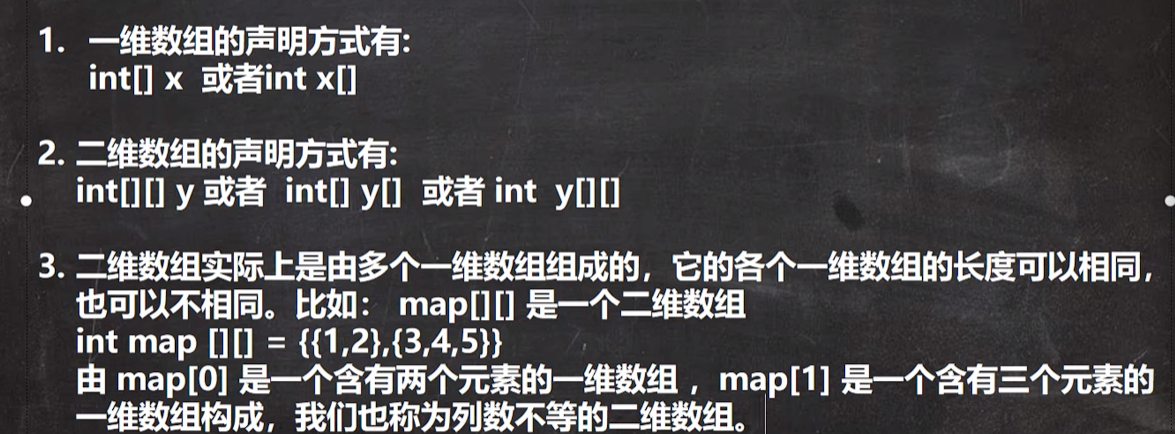 1. 一维数组的声明方式有:
int[] x 或者int x[]
2. 二维数组的声明方式有:
int[][] y 或者 int[] y[] 或者 int y[][]
3. 二维数组实际上是由多个一维数组组成的，它的各个一维数组的长度可以相同，
也可以不相同。比如： map[][] 是一个二维数组
int map [][] = {{1,2},{3,4,5}}
由 map[0] 是一个含有两个元素的一维数组 ，map[1] 是一个含有三个元素的
一维数组构成，我们也称为列数不等的二维数组。